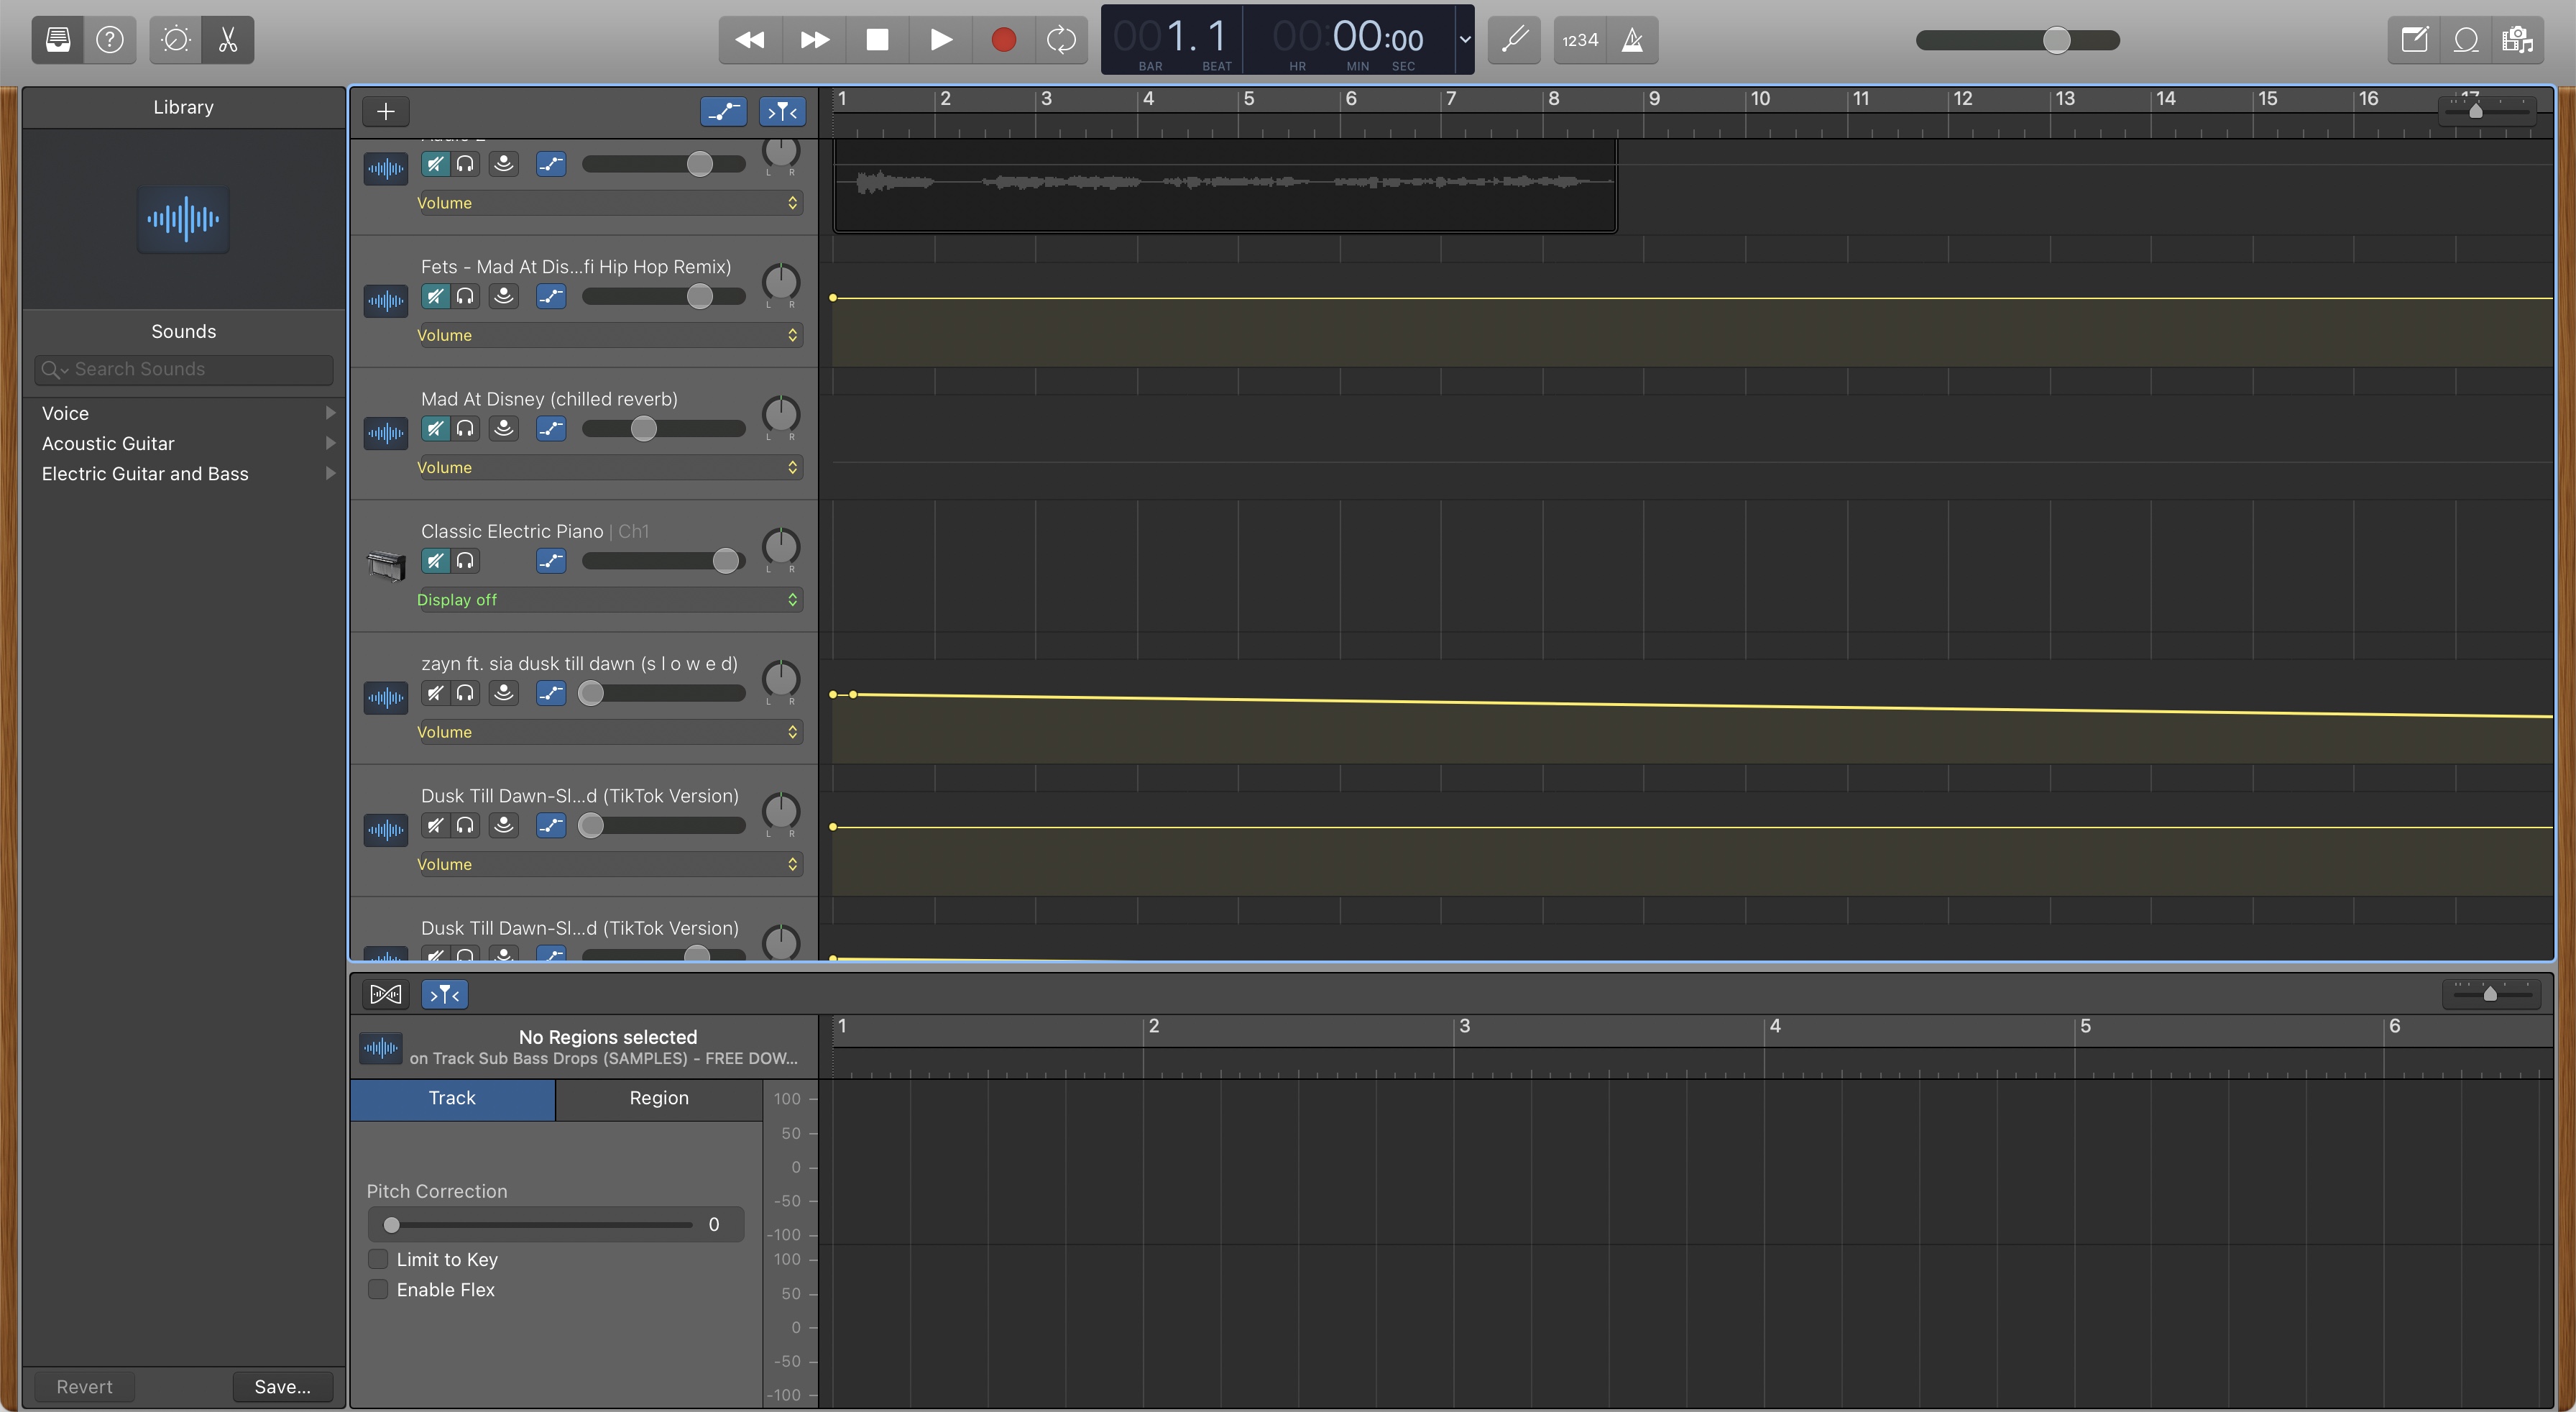 001. 1 00:00:00
BAR BEAT HR MIN SEC
1234
Library
Sounds
Search Sounds
Voice
Acoustic Guitar
Electric Guitar and Bass
Revert Save...
1 2 3 4 5 6 7 8 9 10 11 12 13 14 15 16 17
L R
Volume
Fets - Mad At Dis...fi Hip Hop Remix)
L R
Volume
Mad At Disney (chilled reverb)
L R
Volume
Classic Electric Piano | Ch1
L R
Display off
zayn ft. sia dusk till dawn (s l o w e d)
L R
Volume
Dusk Till Dawn-Sl...d (TikTok Version)
L R
Volume
Dusk Till Dawn-Sl...d (TikTok Version)
No Regions selected
on Track Sub Bass Drops (SAMPLES) - FREE DOW...
1 2 3 4 5 6
Track Region
Pitch Correction
0
Limit to Key
Enable Flex
100
50
0
-50
-100
100
50
0
-50
-100